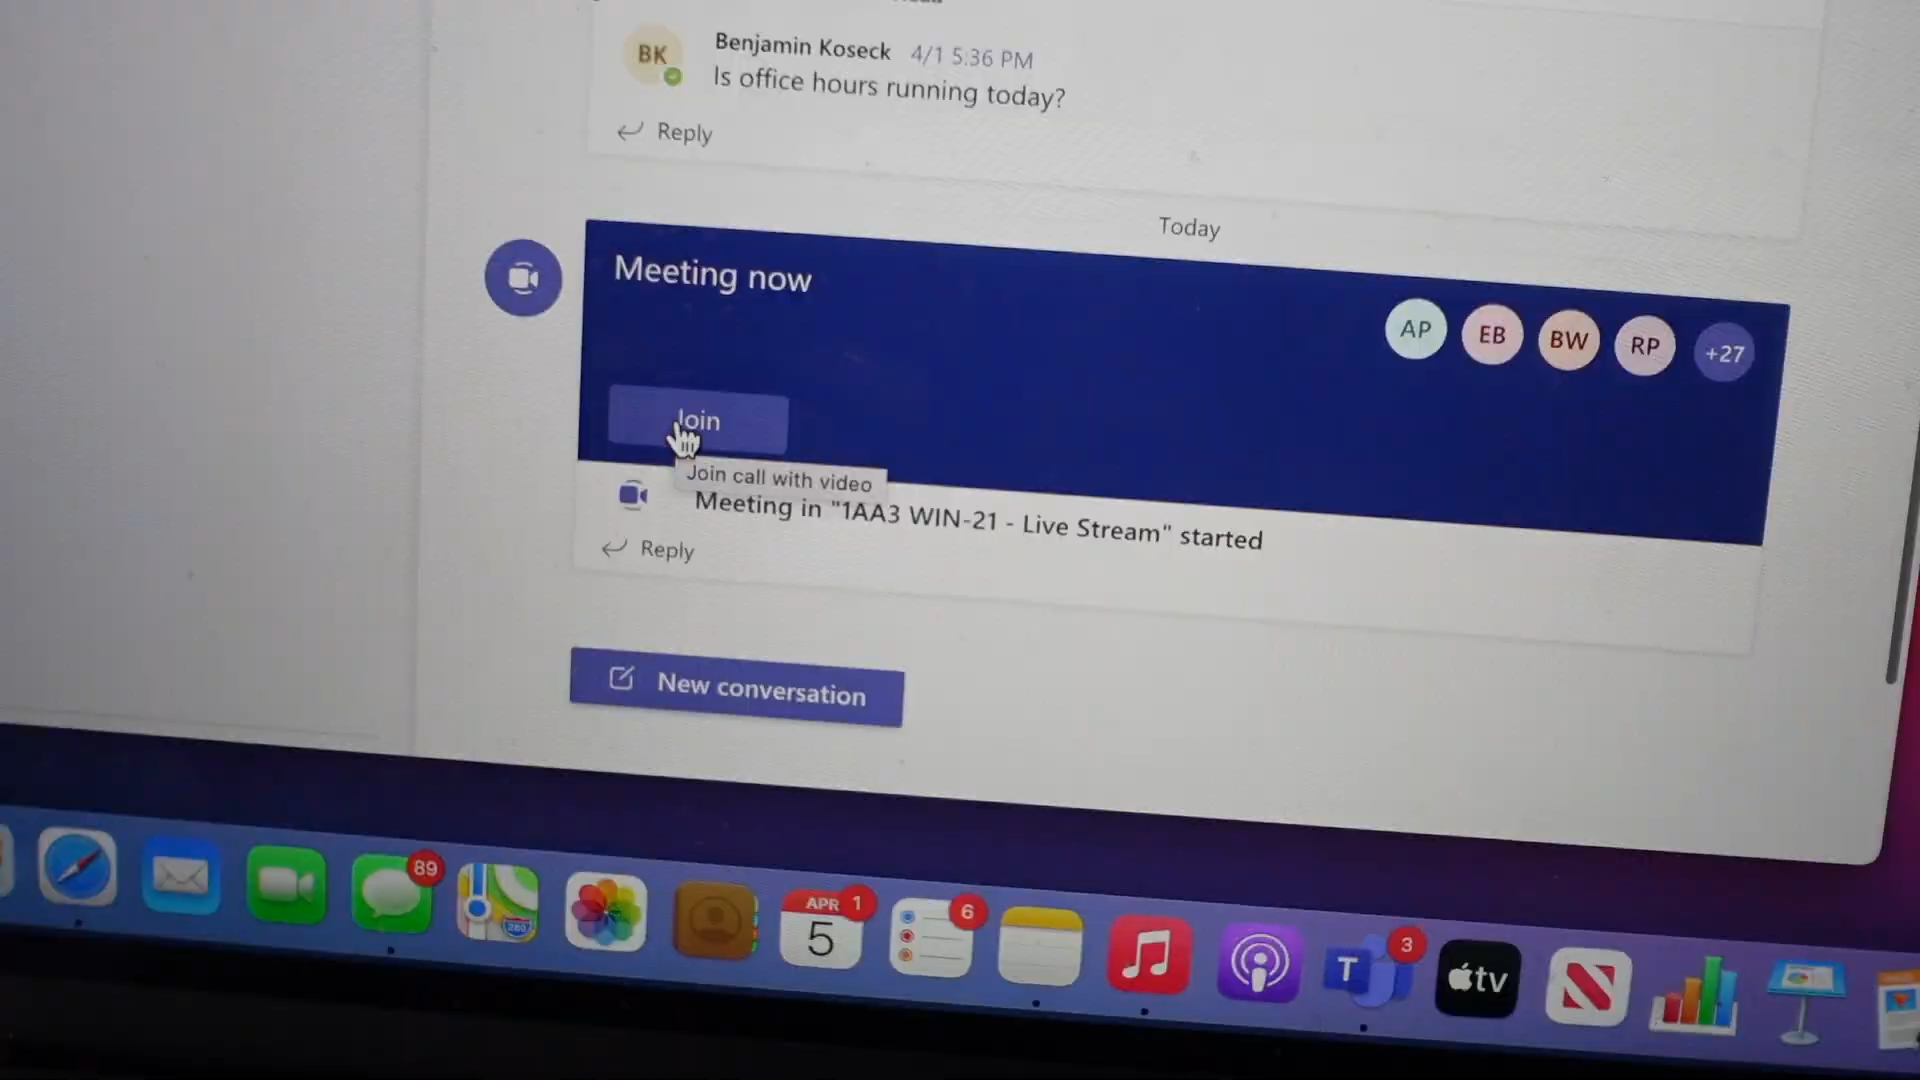 BK
Benjamin Koseck 4/1 5:36 PM
Is office hours running today?
Reply
Today
Meeting now
AP EB BW RP +27
Join
Join call with video
Meeting in "1AA3 WIN-21 - Live Stream" started
Reply
New conversation
89
APR 1
5
6
280
T 3
tv